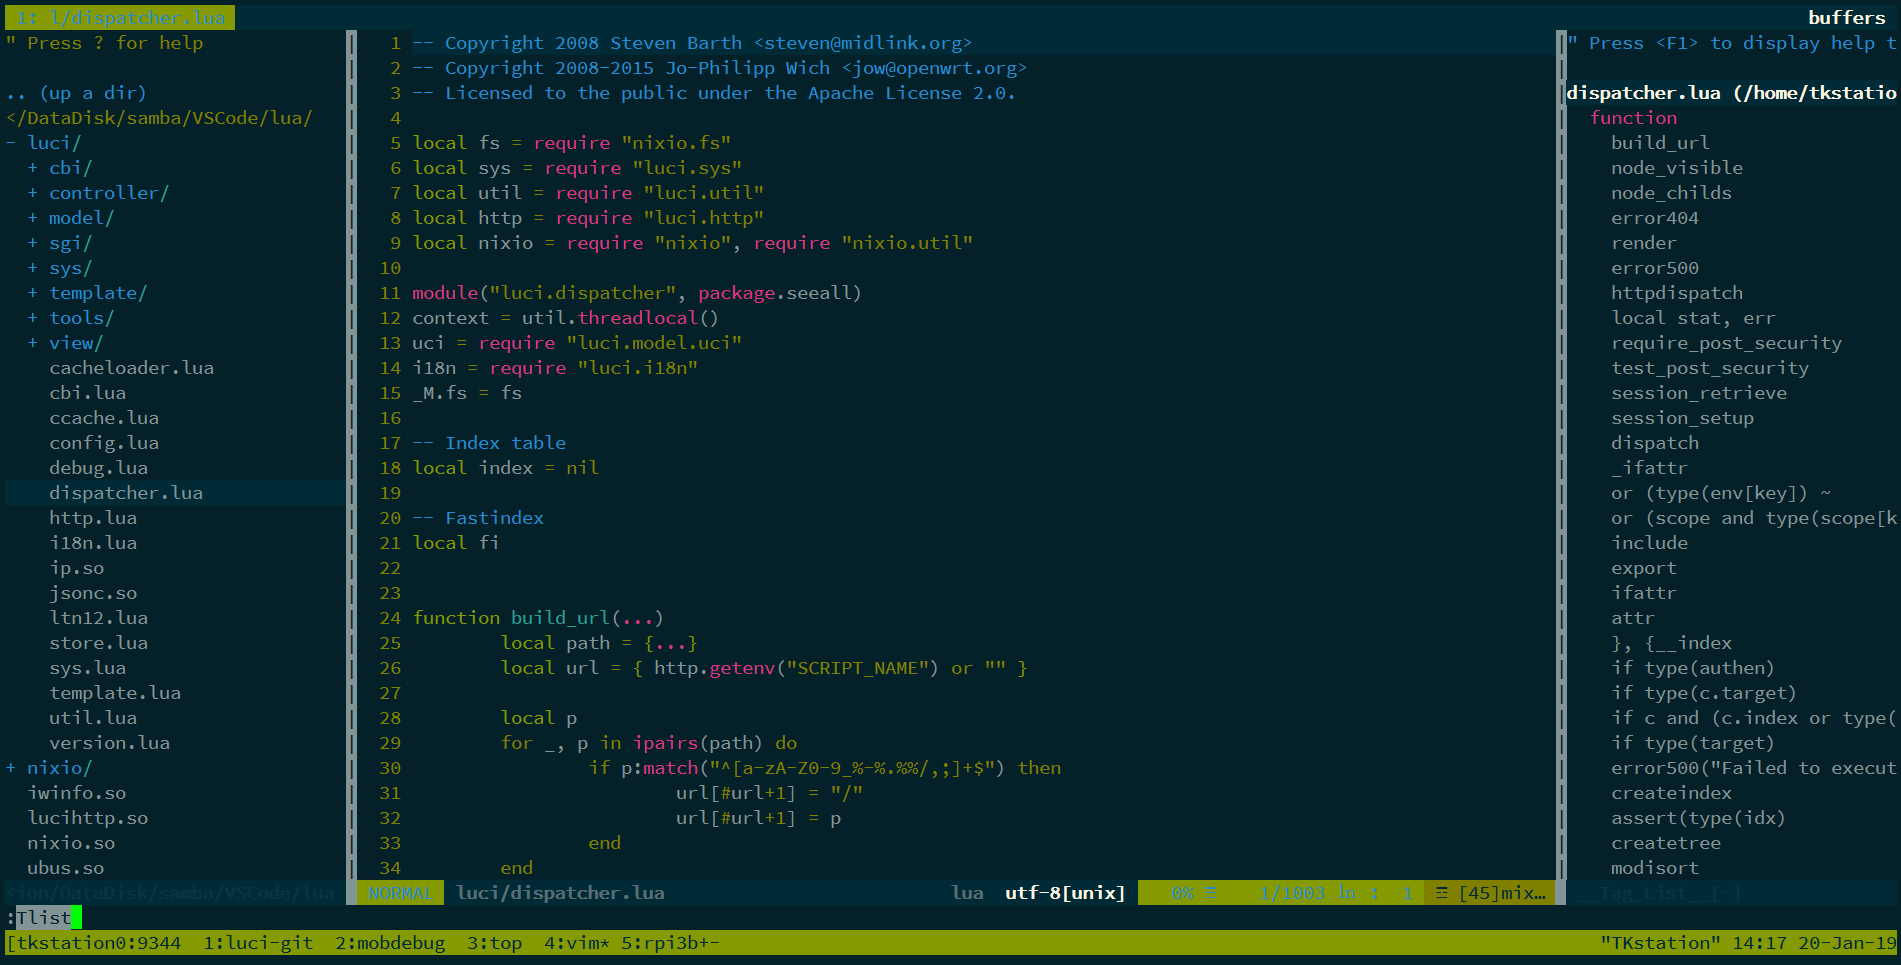 1: l/dispatcher.lua
buffers
" Press ? for help
.. (up a dir)
</DataDisk/samba/VSCode/lua/
- luci/
+ cbi/
+ controller/
+ model/
+ sgi/
+ sys/
+ template/
+ tools/
+ view/
cacheloader.lua
cbi.lua
ccache.lua
config.lua
debug.lua
dispatcher.lua
http.lua
i18n.lua
ip.so
jsonc.so
ltn12.lua
store.lua
sys.lua
template.lua
util.lua
version.lua
+ nixio/
iwinfo.so
lucihttp.so
nixio.so
ubus.so
<ion/DataDisk/samba/VSCode/lua
1 -- Copyright 2008 Steven Barth <steven@midlink.org>
2 -- Copyright 2008-2015 Jo-Philipp Wich <jow@openwrt.org>
3 -- Licensed to the public under the Apache License 2.0.
4
5 local fs = require "nixio.fs"
6 local sys = require "luci.sys"
7 local util = require "luci.util"
8 local http = require "luci.http"
9 local nixio = require "nixio", require "nixio.util"
10
11 module("luci.dispatcher", package.seeall)
12 context = util.threadlocal()
13 uci = require "luci.model.uci"
14 i18n = require "luci.i18n"
15 _M.fs = fs
16
17 -- Index table
18 local index = nil
19
20 -- Fastindex
21 local fi
22
23
24 function build_url(...)
25 local path = {...}
26 local url = { http.getenv("SCRIPT_NAME") or "" }
27
28 local p
29 for _, p in ipairs(path) do
30 if p:match("^[a-zA-Z0-9_%-%.%%/,;]+$") then
31 url[#url+1] = "/"
32 url[#url+1] = p
33 end
34 end
NORMAL luci/dispatcher.lua lua utf-8[unix] 0% ☰ 1/1003 ㏑ : 1 ☲ [45]mix…
" Press <F1> to display help t
dispatcher.lua (/home/tkstatio
function
build_url
node_visible
node_childs
error404
render
error500
httpdispatch
local stat, err
require_post_security
test_post_security
session_retrieve
session_setup
dispatch
_ifattr
or (type(env[key]) ~
or (scope and type(scope[k
include
export
ifattr
attr
}, {__index
if type(authen)
if type(c.target)
if c and (c.index or type(
if type(target)
error500("Failed to execut
createindex
assert(type(idx)
createtree
modisort
__Tag_List__[-]
:Tlist
[tkstation0:9344 1:luci-git 2:mobdebug 3:top 4:vim* 5:rpi3b+- "TKstation" 14:17 20-Jan-19